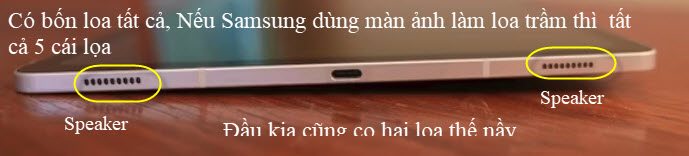 Có bốn loa tất cả, Nếu Samsung dùng màn ảnh làm loa trầm thì tất
cả 5 cái lọa
Speaker
Speaker
Đầu kia cũng co hai loa thế nầy